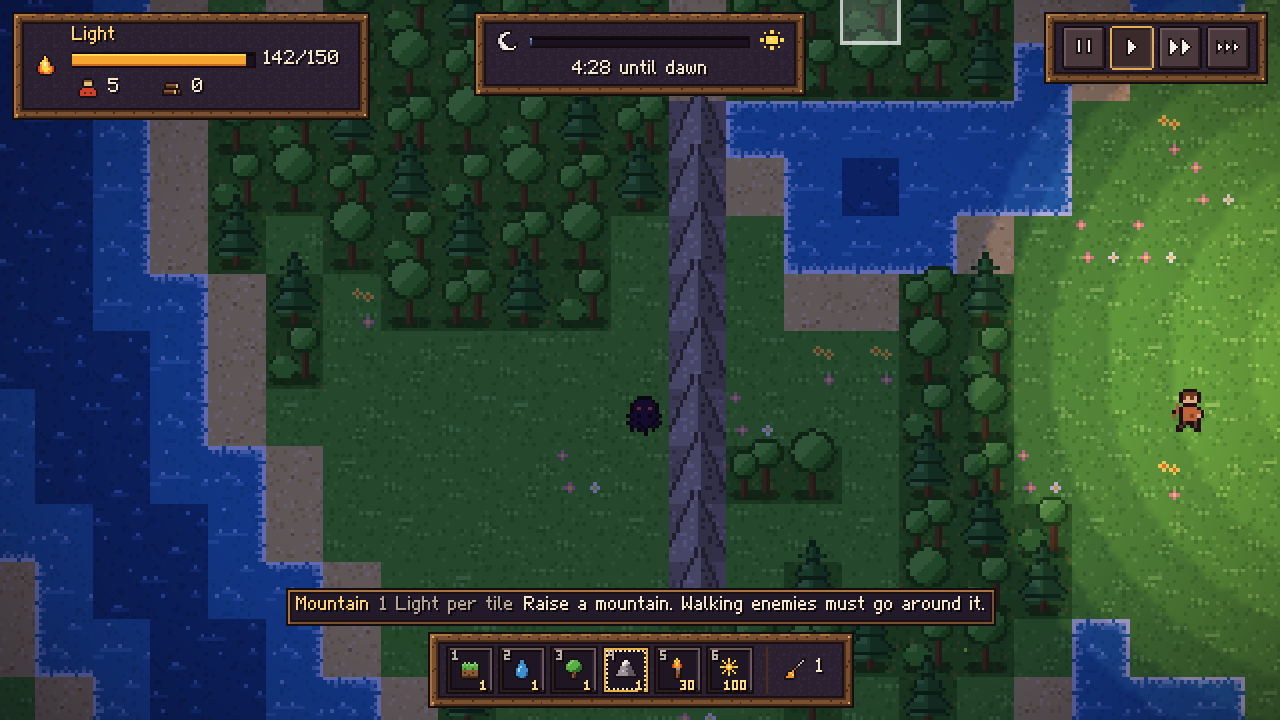 Light
142/150
5 0
4:28 until dawn
Mountain 1 Light per tile Raise a mountain. Walking enemies must go around it.
1 2 3 4 5 6
1 1 1 1 30 100
1